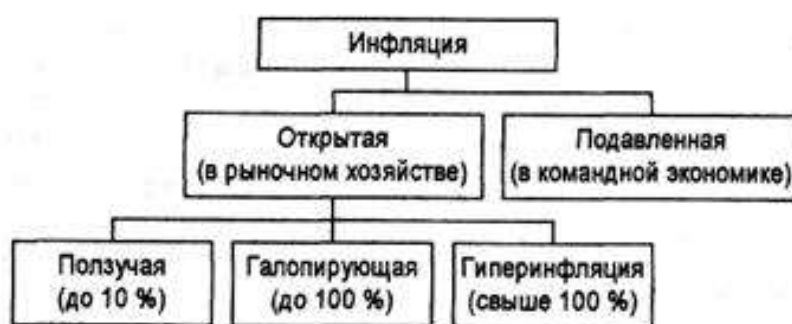 Инфляция
Открытая
(в рыночном хозяйстве)
Подавленная
(в командной экономике)
Ползучая
(до 10 %)
Галопирующая
(до 100 %)
Гиперинфляция
(свыше 100 %)